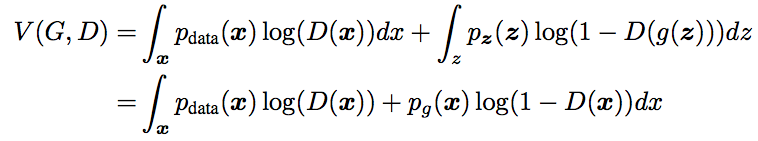 V(G, D) = ∫_x p_data(x) log(D(x))dx + ∫_z p_z(z) log(1 − D(g(z)))dz
= ∫_x p_data(x) log(D(x)) + p_g(x) log(1 − D(x))dx